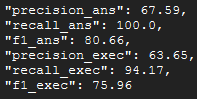 "precision_ans": 67.59,
"recall_ans": 100.0,
"f1_ans": 80.66,
"precision_exec": 63.65,
"recall_exec": 94.17,
"f1_exec": 75.96